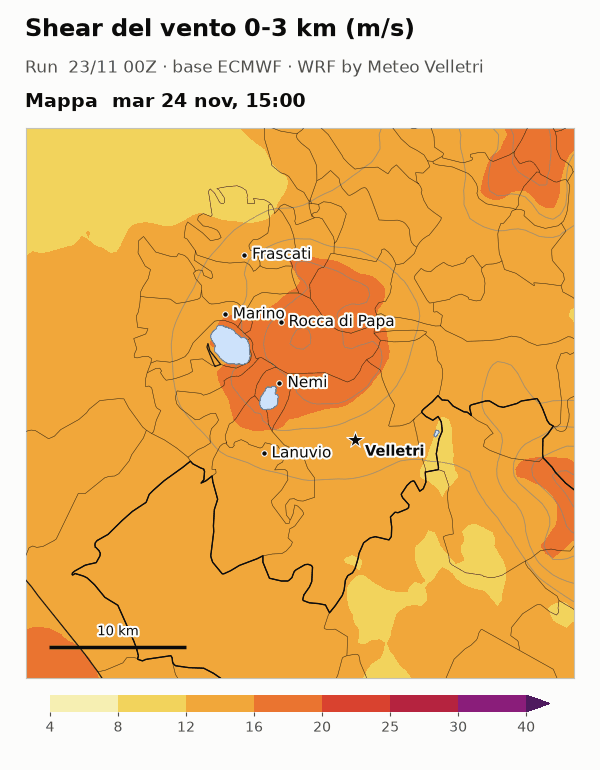 Shear del vento 0-3 km (m/s)
Run  23/11 00Z · base ECMWF · WRF by Meteo Velletri
Mappa  mar 24 nov, 15:00
Frascati
Marino
Rocca di Papa
Nemi
Velletri
Lanuvio
10 km
4 8 12 16 20 25 30 40